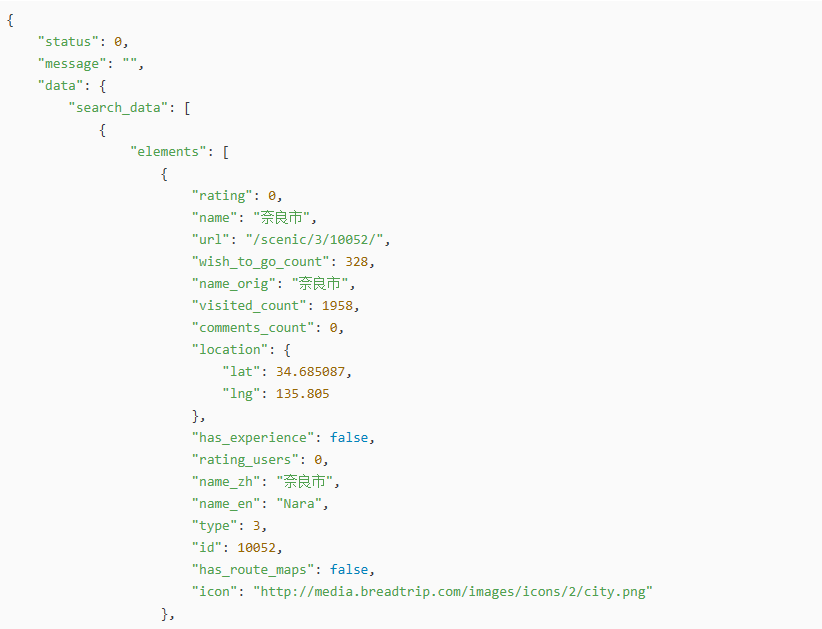 {
    "status": 0,
    "message": "",
    "data": {
        "search_data": [
            {
                "elements": [
                    {
                        "rating": 0,
                        "name": "奈良市",
                        "url": "/scenic/3/10052/",
                        "wish_to_go_count": 328,
                        "name_orig": "奈良市",
                        "visited_count": 1958,
                        "comments_count": 0,
                        "location": {
                            "lat": 34.685087,
                            "lng": 135.805
                        },
                        "has_experience": false,
                        "rating_users": 0,
                        "name_zh": "奈良市",
                        "name_en": "Nara",
                        "type": 3,
                        "id": 10052,
                        "has_route_maps": false,
                        "icon": "http://media.breadtrip.com/images/icons/2/city.png"
                    },